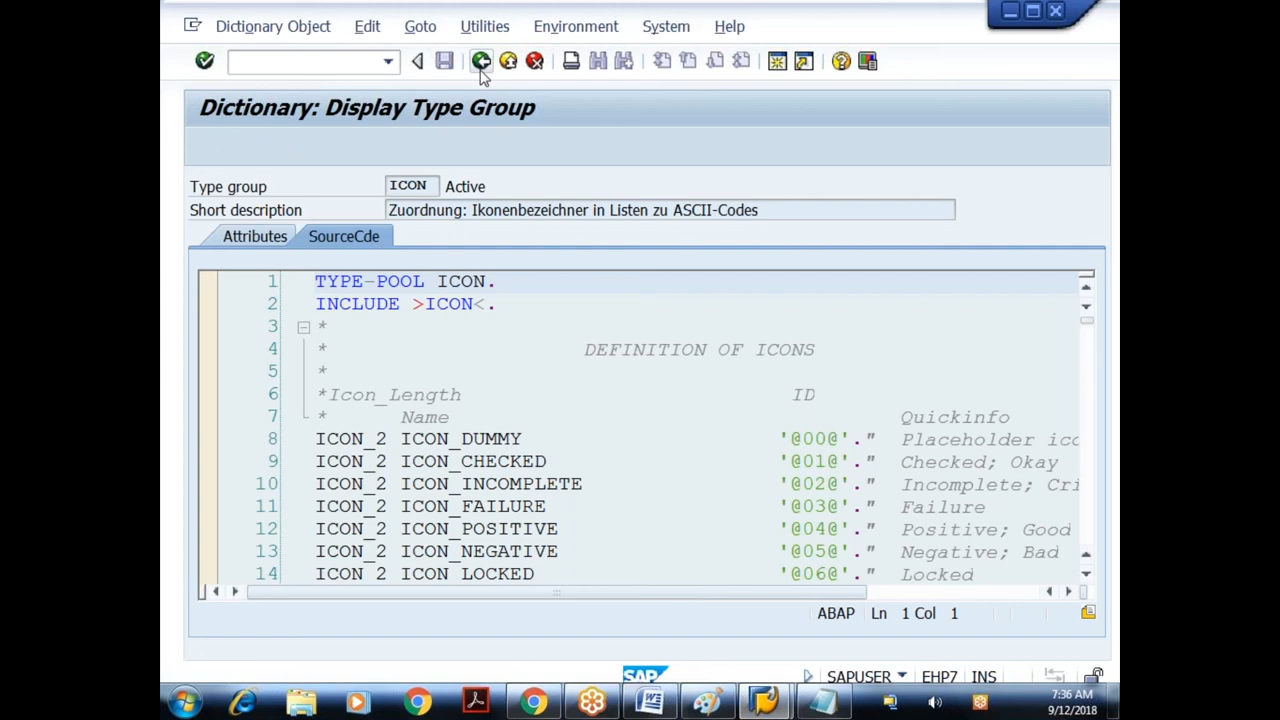 Dictionary Object Edit Goto Utilities Environment System Help
Dictionary: Display Type Group
Type group ICON Active
Short description Zuordnung: Ikonenbezeichner in Listen zu ASCII-Codes
Attributes SourceCde
1 TYPE-POOL ICON.
2 INCLUDE >ICON<.
3 *
4 * DEFINITION OF ICONS
5 *
6 *Icon_Length ID
7 * Name Quickinfo
8 ICON_2 ICON_DUMMY '@00@'." Placeholder ico
9 ICON_2 ICON_CHECKED '@01@'." Checked; Okay
10 ICON_2 ICON_INCOMPLETE '@02@'." Incomplete; Cri
11 ICON_2 ICON_FAILURE '@03@'." Failure
12 ICON_2 ICON_POSITIVE '@04@'." Positive; Good
13 ICON_2 ICON_NEGATIVE '@05@'." Negative; Bad
14 ICON_2 ICON_LOCKED '@06@'." Locked
ABAP Ln 1 Col 1
SAP SAPUSER EHP7 INS
7:36 AM
9/12/2018